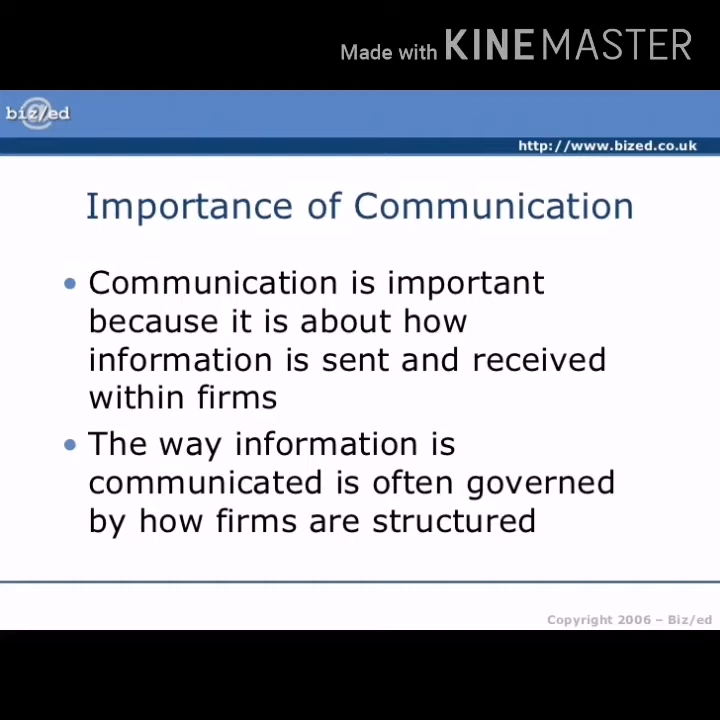 Made with KINEMASTER
biz/ed
http://www.bized.co.uk
Importance of Communication
• Communication is important
because it is about how
information is sent and received
within firms
• The way information is
communicated is often governed
by how firms are structured
Copyright 2006 – Biz/ed